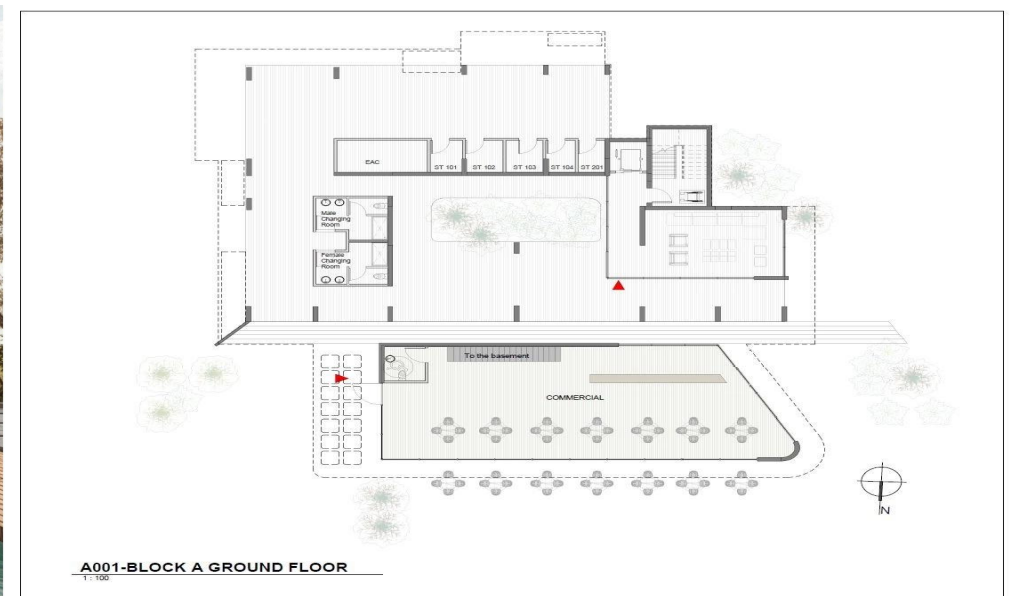 EAC
ST 101
ST 102
ST 103
ST 104
ST 201
Male
Changing
Room
Female
Changing
Room
To the basement
COMMERCIAL
N
A001-BLOCK A GROUND FLOOR
1 : 100